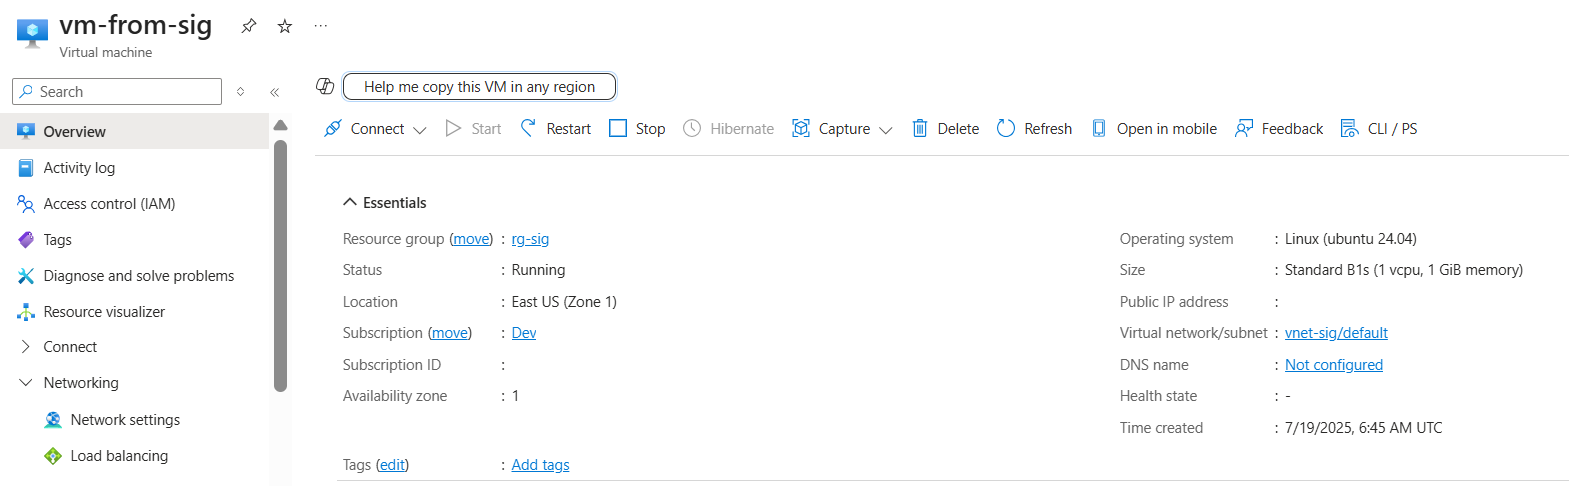 vm-from-sig
Virtual machine
Search
Help me copy this VM in any region
Connect Start Restart Stop Hibernate Capture Delete Refresh Open in mobile Feedback CLI / PS
Overview
Activity log
Access control (IAM)
Tags
Diagnose and solve problems
Resource visualizer
Connect
Networking
Network settings
Load balancing
Essentials
Resource group (move) : rg-sig
Status : Running
Location : East US (Zone 1)
Subscription (move) : Dev
Subscription ID :
Availability zone : 1
Operating system : Linux (ubuntu 24.04)
Size : Standard B1s (1 vcpu, 1 GiB memory)
Public IP address :
Virtual network/subnet : vnet-sig/default
DNS name : Not configured
Health state : -
Time created : 7/19/2025, 6:45 AM UTC
Tags (edit) : Add tags